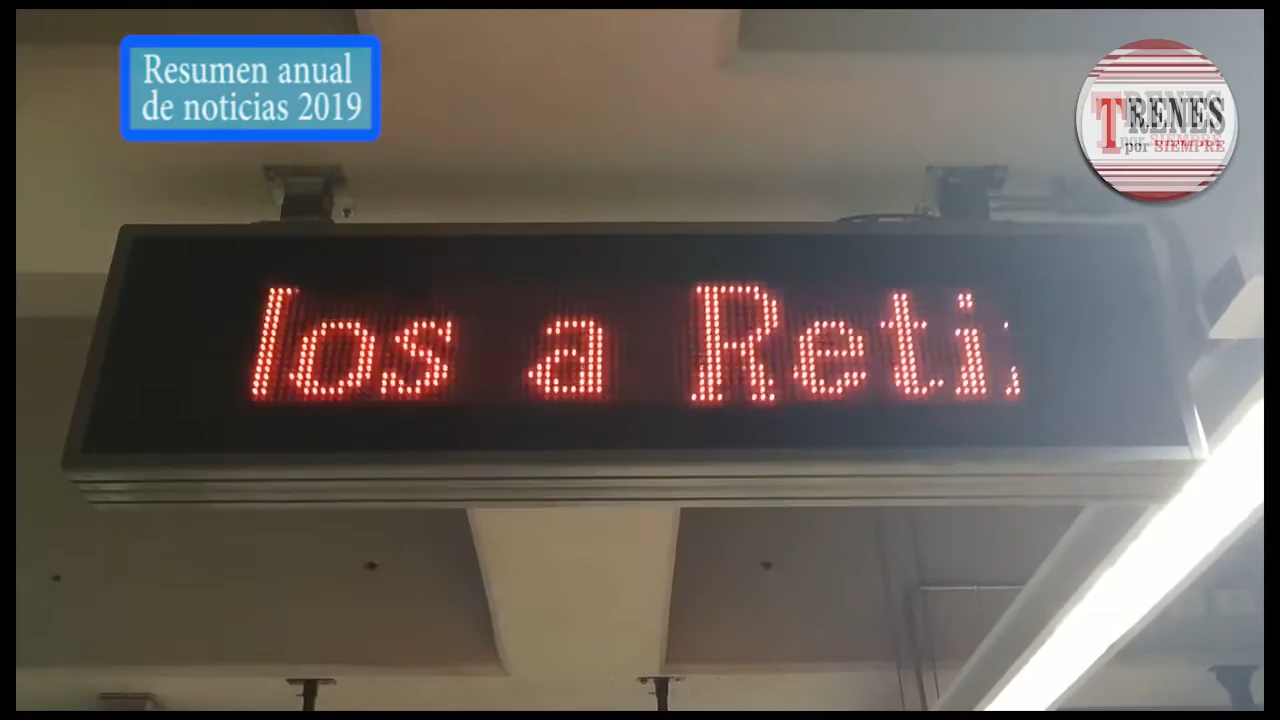 Resumen anual
de noticias 2019
TRENES
por SIEMPRE
los a Reti